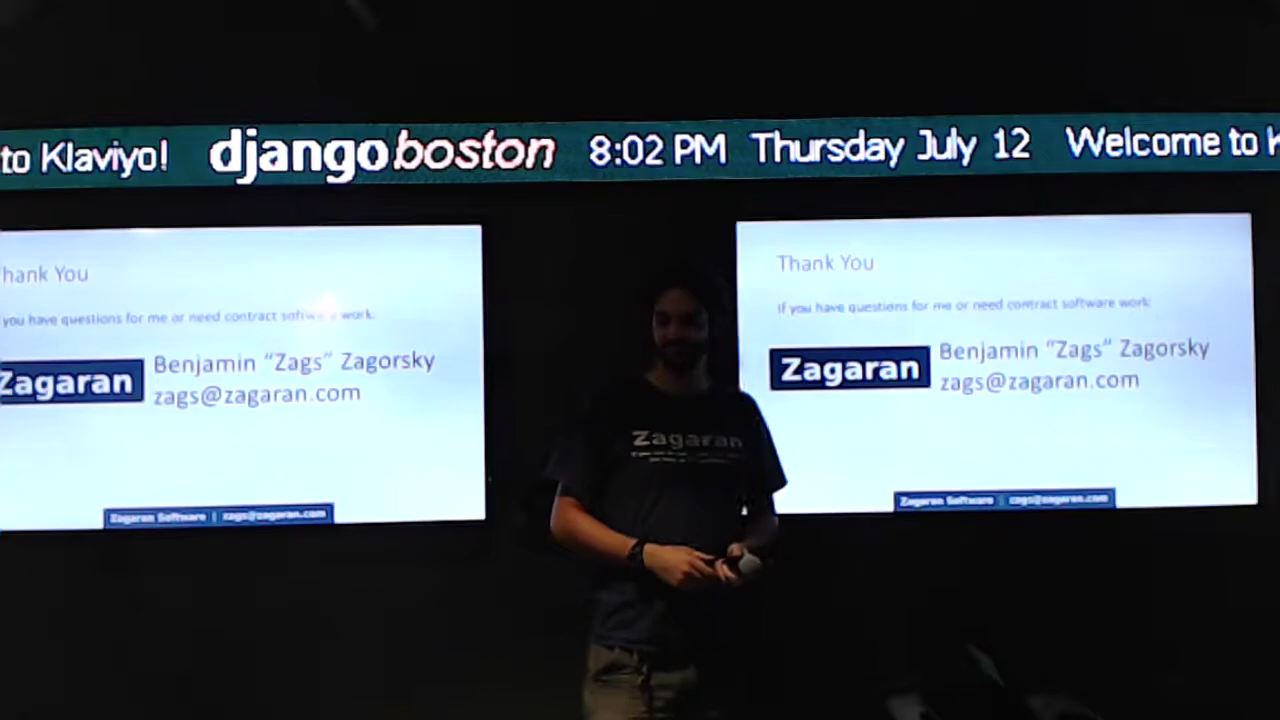 to Klaviyo! djangoboston 8:02 PM Thursday July 12 Welcome to
hank You
you have questions for me or need contract software work:
Zagaran
Benjamin "Zags" Zagorsky
zags@zagaran.com
Zagaran Software | zags@zagaran.com
Zagaran
Thank You
If you have questions for me or need contract software work:
Zagaran
Benjamin "Zags" Zagorsky
zags@zagaran.com
Zagaran Software | zags@zagaran.com